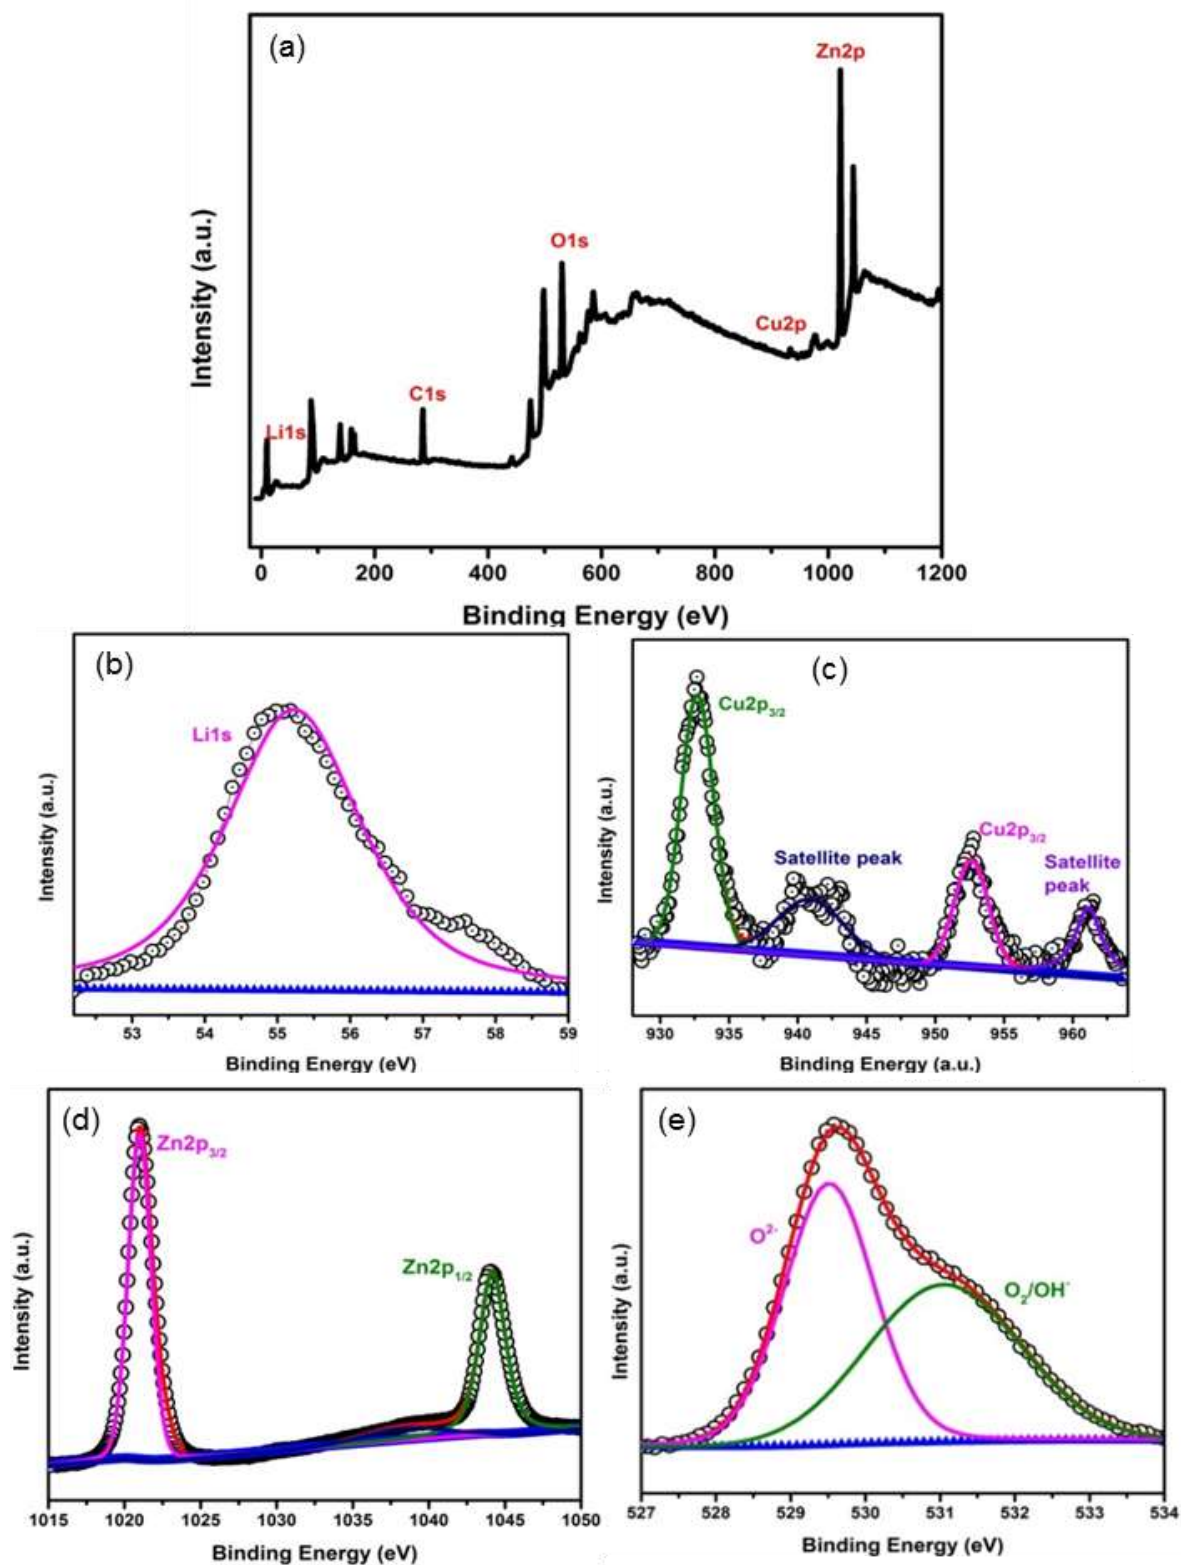 (a)
Zn2p
O1s
Cu2p
C1s
Li1s
Intensity (a.u.)
0 200 400 600 800 1000 1200
Binding Energy (eV)
(b)
Li1s
Intensity (a.u.)
53 54 55 56 57 58 59
Binding Energy (eV)
(c)
Cu2p3/2
Cu2p3/2
Satellite peak
Satellite
peak
Intensity (a.u.)
930 935 940 945 950 955 960
Binding Energy (a.u.)
(d)
Zn2p3/2
Zn2p1/2
Intensity (a.u.)
1015 1020 1025 1030 1035 1040 1045 1050
Binding Energy (eV)
(e)
O2-
O2/OH-
Intensity (a.u.)
527 528 529 530 531 532 533 534
Binding Energy (eV)